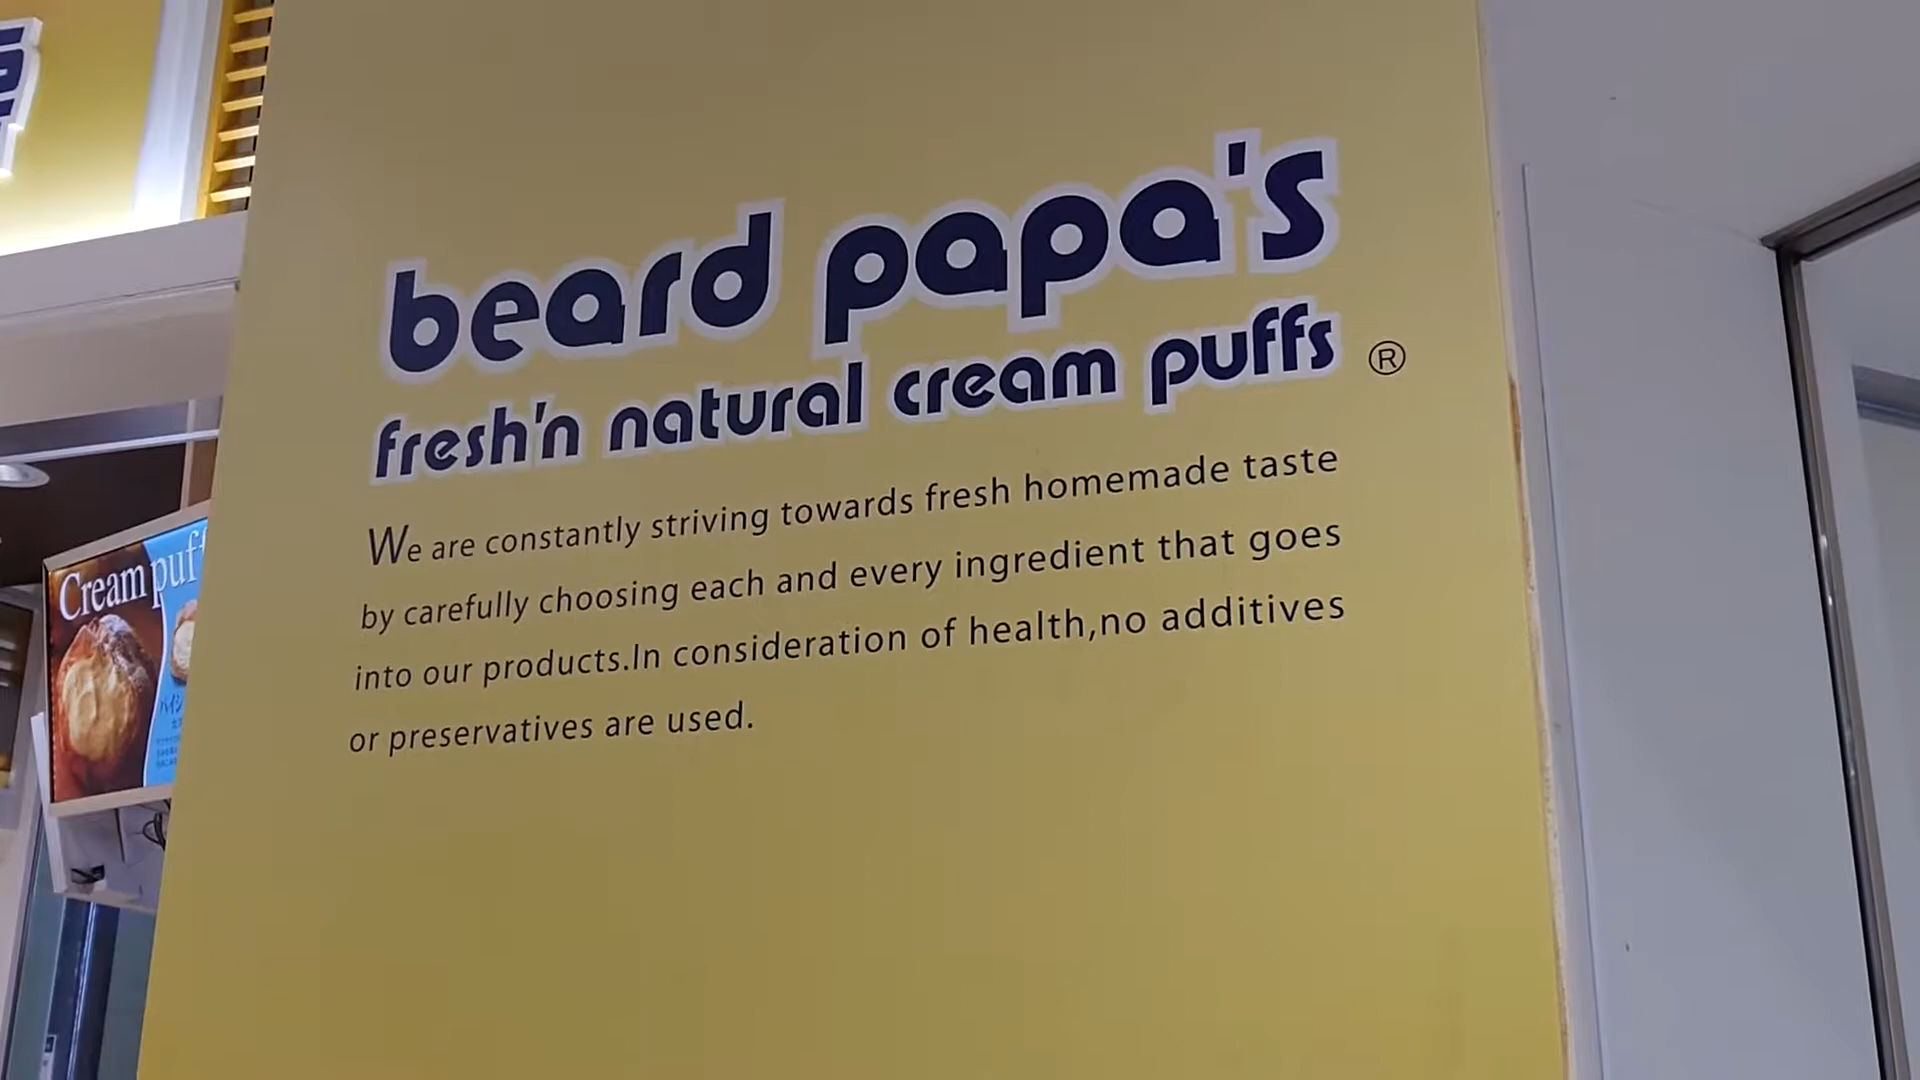 beard papa's
fresh'n natural cream puffs ®
We are constantly striving towards fresh homemade taste
by carefully choosing each and every ingredient that goes
into our products.In consideration of health,no additives
or preservatives are used.
Cream puff